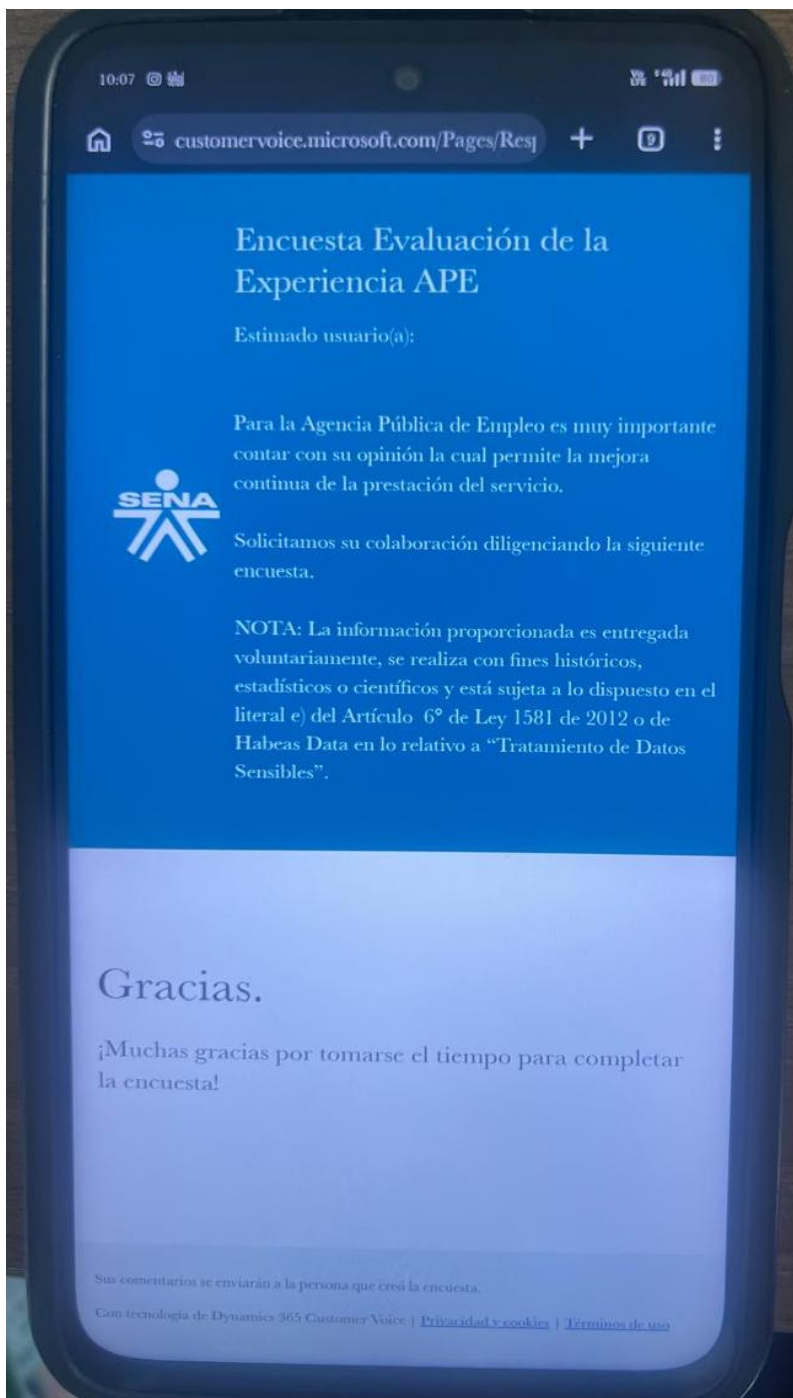 10:07
customervoice.microsoft.com/Pages/Resp
9
Encuesta Evaluación de la
Experiencia APE
Estimado usuario(a):
Para la Agencia Pública de Empleo es muy importante
contar con su opinión la cual permite la mejora
continua de la prestación del servicio.
SENA
Solicitamos su colaboración diligenciando la siguiente
encuesta.
NOTA: La información proporcionada es entregada
voluntariamente, se realiza con fines históricos,
estadísticos o científicos y está sujeta a lo dispuesto en el
literal e) del Artículo 6° de Ley 1581 de 2012 o de
Habeas Data en lo relativo a “Tratamiento de Datos
Sensibles”.
Gracias.
¡Muchas gracias por tomarse el tiempo para completar
la encuesta!
Sus comentarios se enviarán a la persona que creó la encuesta.
Con tecnología de Dynamics 365 Customer Voice | Privacidad y cookies | Términos de uso